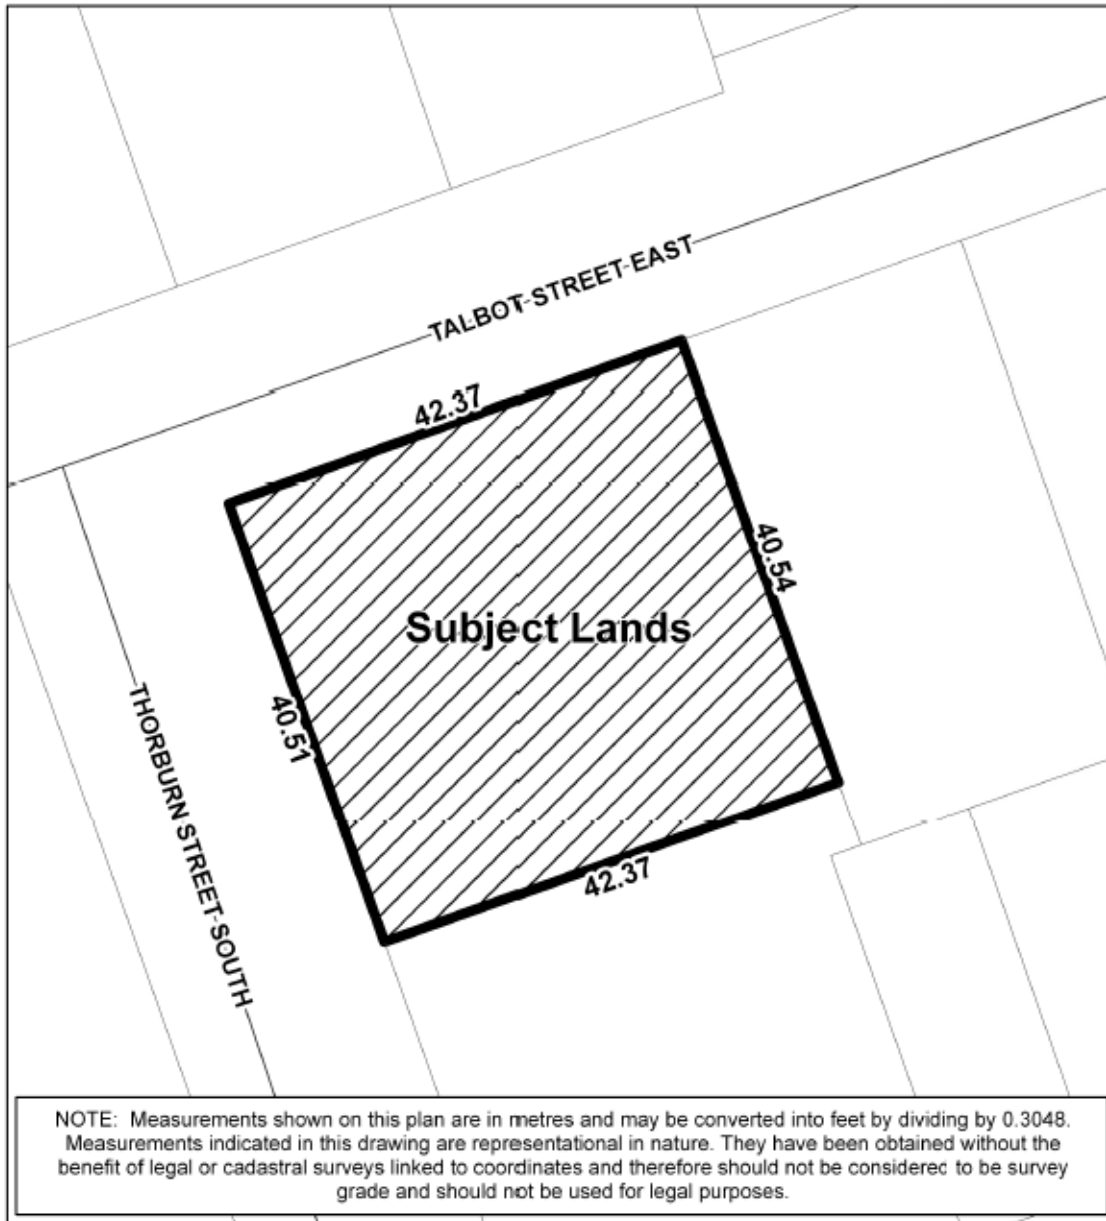 TALBOT STREET EAST
42.37
40.54
Subject Lands
40.51
THORBURN STREET SOUTH
42.37
NOTE: Measurements shown on this plan are in metres and may be converted into feet by dividing by 0.3048.
Measurements indicated in this drawing are representational in nature. They have been obtained without the
benefit of legal or cadastral surveys linked to coordinates and therefore should not be considered to be survey
grade and should not be used for legal purposes.